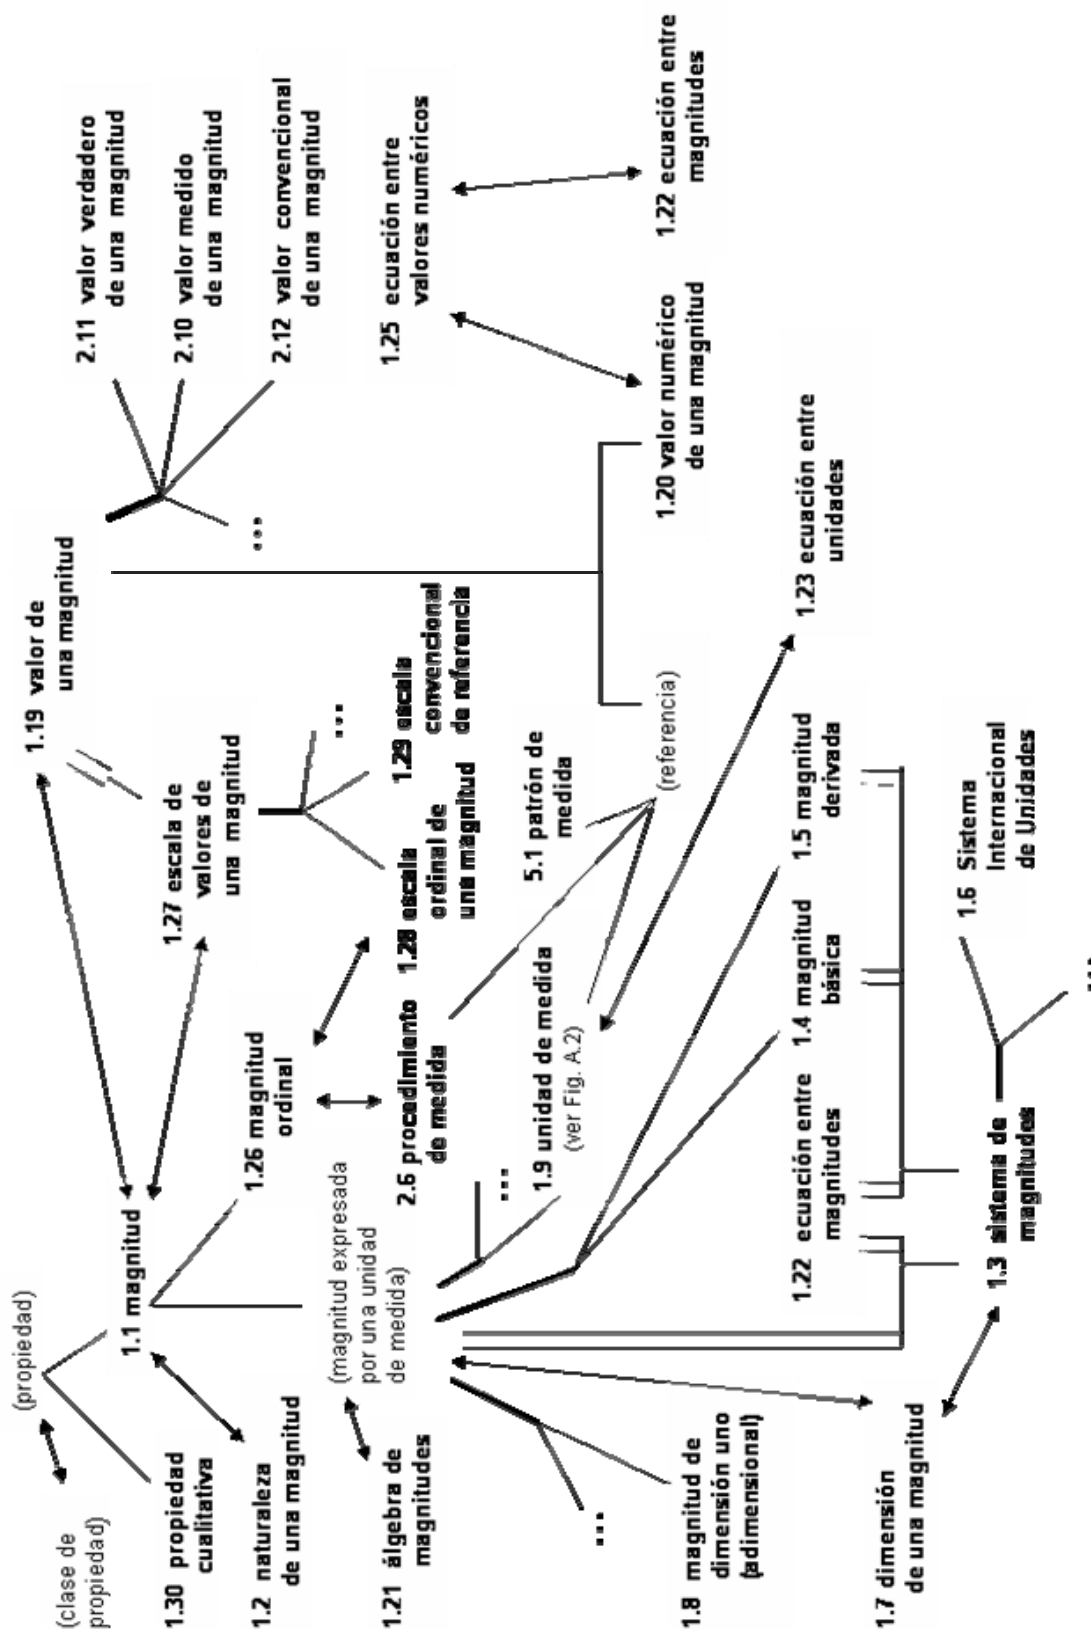 (clase de
propiedad)
(propiedad)
1.30 propiedad
cualitativa
1.1 magnitud
1.19 valor de
una magnitud
2.11 valor verdadero
de una magnitud
2.10 valor medido
de una magnitud
2.12 valor convencional
de una magnitud
...
1.2 naturaleza
de una magnitud
1.27 escala de
valores de
una magnitud
...
1.26 magnitud
ordinal
1.21 álgebra de
magnitudes
(magnitud expresada
por una unidad
de medida)
2.6 procedimiento
de medida
1.28 escala
ordinal de
una magnitud
1.29 escala
convencional
de referencia
1.25 ecuación entre
valores numéricos
...
1.9 unidad de medida
(ver Fig. A.2)
5.1 patrón de
medida
(referencia)
1.20 valor numérico
de una magnitud
1.22 ecuación entre
magnitudes
...
1.8 magnitud de
dimensión uno
(adimensional)
1.22 ecuación entre
magnitudes
1.4 magnitud
básica
1.5 magnitud
derivada
1.23 ecuación entre
unidades
1.7 dimensión
de una magnitud
1.3 sistema de
magnitudes
1.6 Sistema
Internacional
de Unidades
...